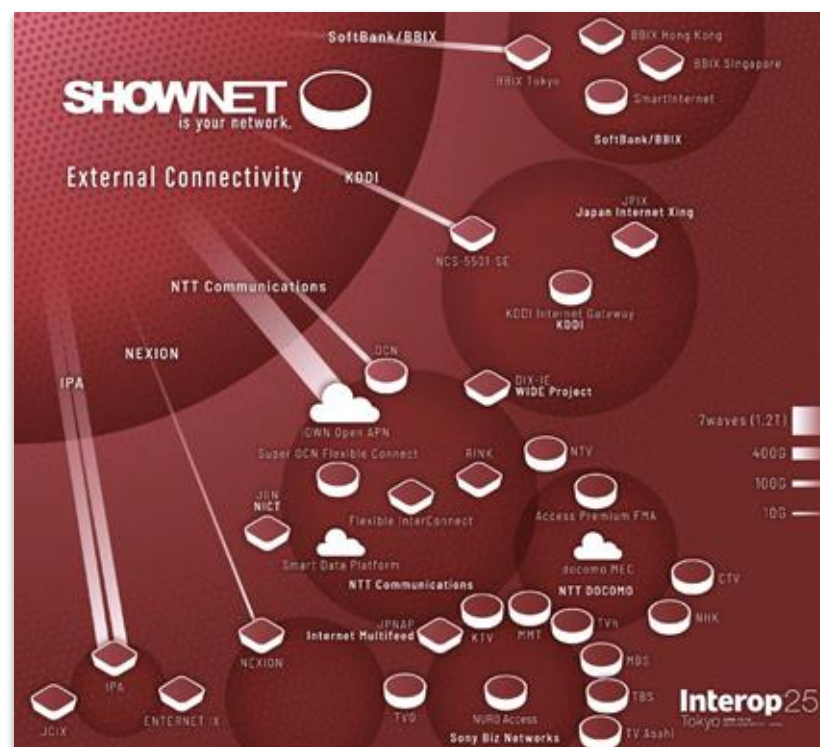 SoftBank/BBIX
BBIX Hong Kong
BBIX Singapore
BBIX Tokyo
SmartInternet
SoftBank/BBIX
SHOWNET
is your network.
External Connectivity
KDDI
JPIX
Japan Internet Xing
NCS-5501-SE
KDDI Internet Gateway
KDDI
NTT Communications
NEXION
IPA
OCN
DIX-IE
WIDE Project
IOWN Open APN
Super OCN Flexible Connect
RINK
NTV
7waves (1.2T)
400G
100G
10G
JGN
NICT
Flexible InterConnect
Access Premium FMA
Smart Data Platform
docomo MEC
NTT Communications
NTT DOCOMO
CTV
JPNAP
Internet Multifeed
KTV
MMT
TVh
NHK
NEXION
MBS
IPA
JCIX
ENTERNET IX
TVO
NURO Access
Sony Biz Networks
TBS
TV Asahi
Interop25
Tokyo